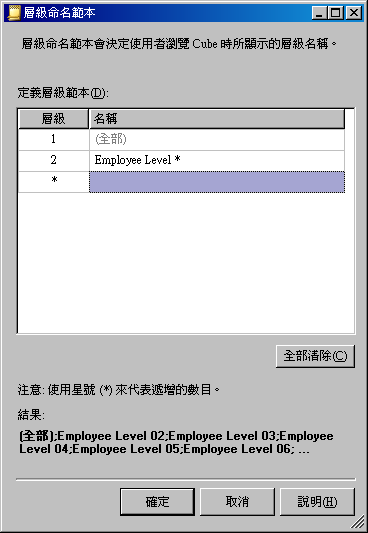 層級命名範本
層級命名範本會決定使用者瀏覽 Cube 時所顯示的層級名稱。
定義層級範本(D):
層級 名稱
1 (全部)
2 Employee Level *
*
全部清除(C)
注意: 使用星號 (*) 來代表遞增的數目。
結果:
(全部);Employee Level 02;Employee Level 03;Employee
Level 04;Employee Level 05;Employee Level 06; ...
確定 取消 說明(H)